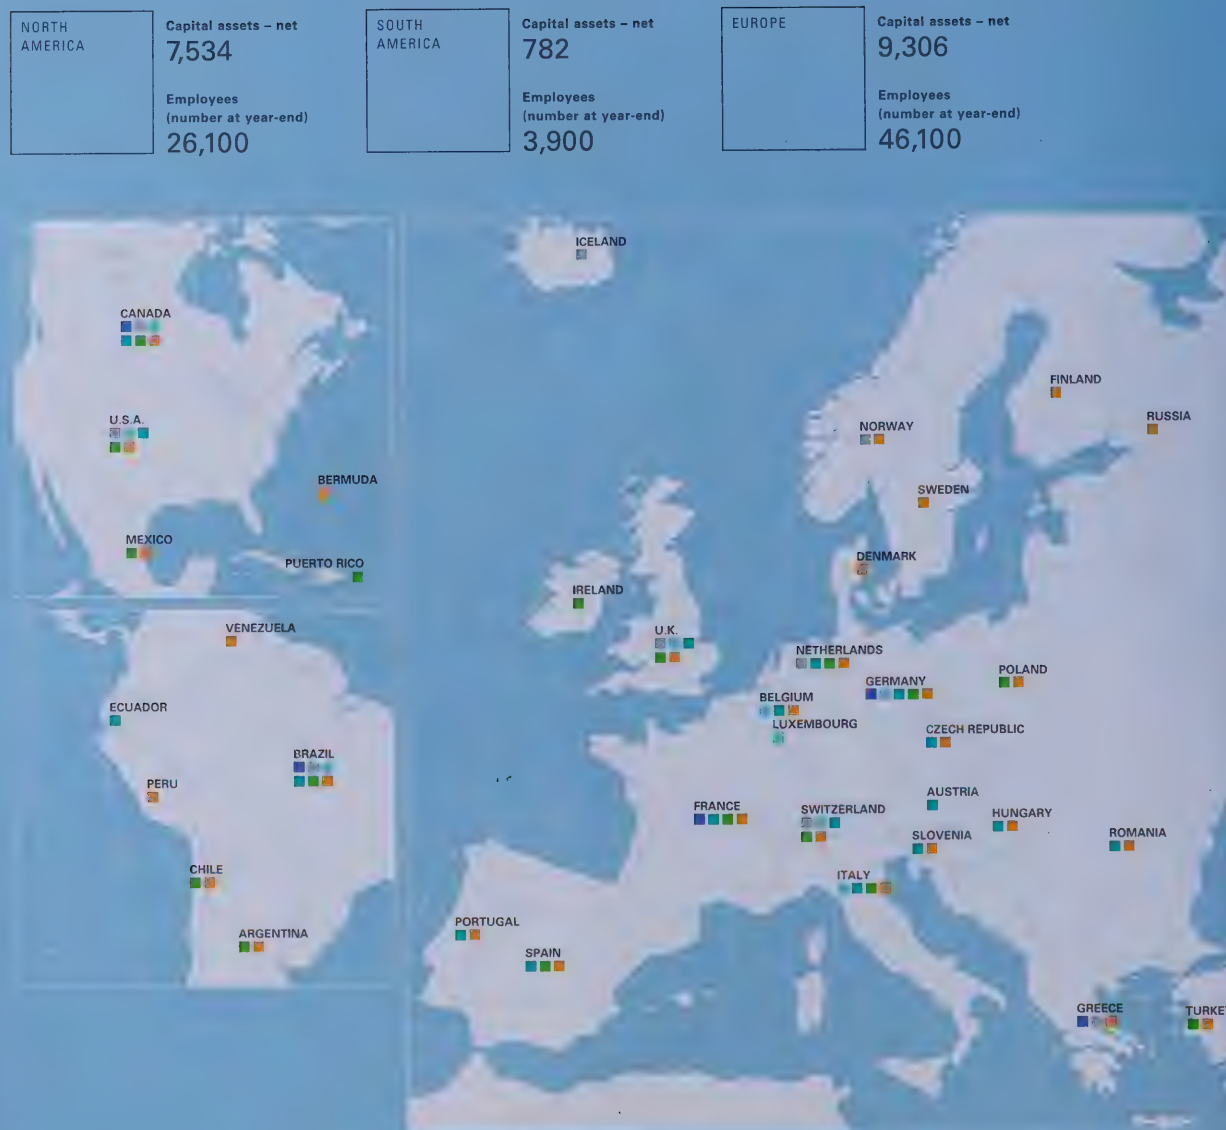 NORTH
AMERICA
Capital assets – net
7,534
Employees
(number at year-end)
26,100
SOUTH
AMERICA
Capital assets – net
782
Employees
(number at year-end)
3,900
EUROPE
Capital assets – net
9,306
Employees
(number at year-end)
46,100
CANADA
U.S.A.
BERMUDA
MEXICO
PUERTO RICO
VENEZUELA
ECUADOR
BRAZIL
PERU
CHILE
ARGENTINA
ICELAND
FINLAND
RUSSIA
NORWAY
SWEDEN
DENMARK
IRELAND
U.K.
NETHERLANDS
POLAND
GERMANY
BELGIUM
LUXEMBOURG
CZECH REPUBLIC
AUSTRIA
FRANCE
SWITZERLAND
HUNGARY
SLOVENIA
ROMANIA
ITALY
PORTUGAL
SPAIN
GREECE
TURKE